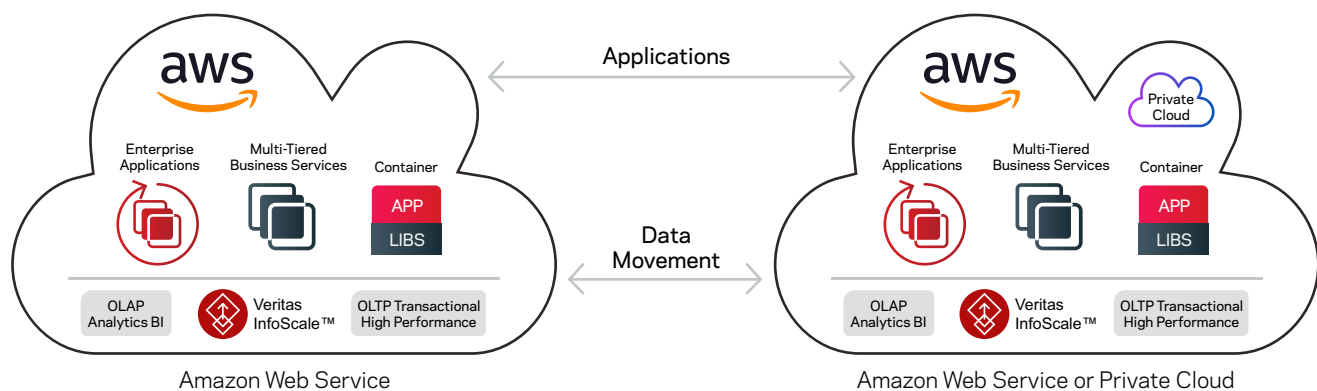 aws
Enterprise
Applications
Multi-Tiered
Business Services
Container
APP
LIBS
OLAP
Analytics BI
Veritas
InfoScale™
OLTP Transactional
High Performance
Amazon Web Service
Applications
Data
Movement
aws
Private
Cloud
Enterprise
Applications
Multi-Tiered
Business Services
Container
APP
LIBS
OLAP
Analytics BI
Veritas
InfoScale™
OLTP Transactional
High Performance
Amazon Web Service or Private Cloud